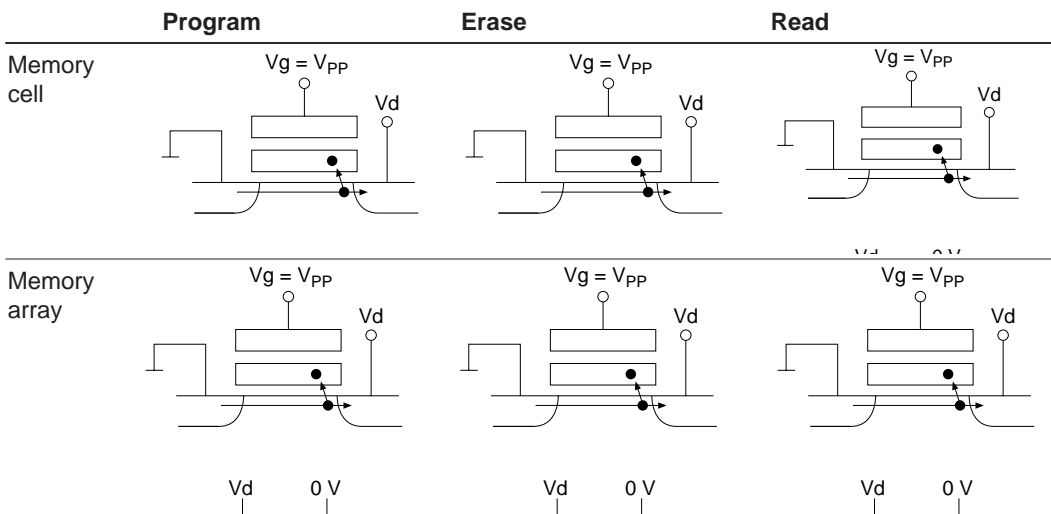 Program Erase Read
Memory
cell
Vg = VPP Vg = VPP Vg = VPP
Vd Vd Vd
Memory
array
Vg = VPP Vg = VPP Vg = VPP
Vd Vd Vd
Vd 0 V Vd 0 V Vd 0 V